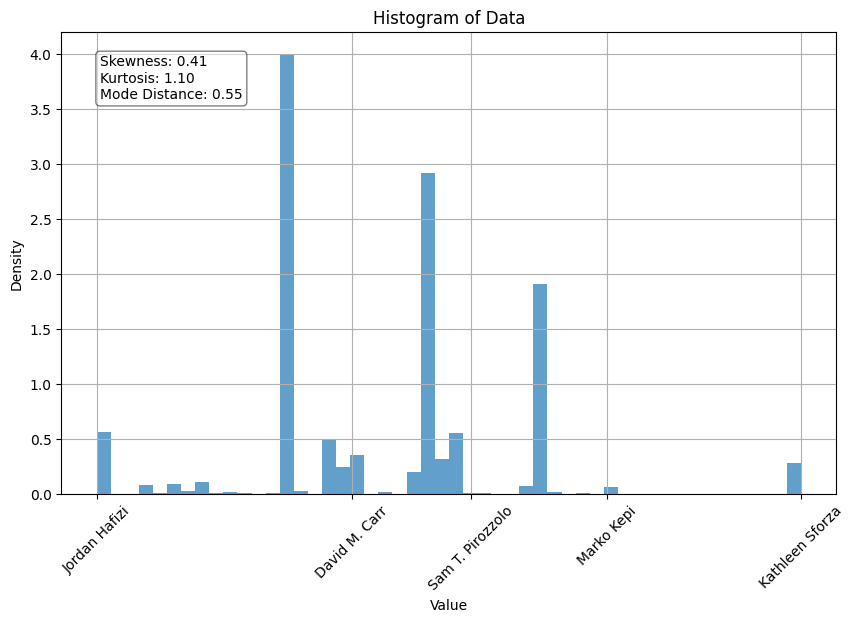 Histogram of Data
Skewness: 0.41
Kurtosis: 1.10
Mode Distance: 0.55
Density
4.0
3.5
3.0
2.5
2.0
1.5
1.0
0.5
0.0
Jordan Hafizi
David M. Carr
Sam T. Pirozzolo
Marko Kepi
Kathleen Sforza
Value